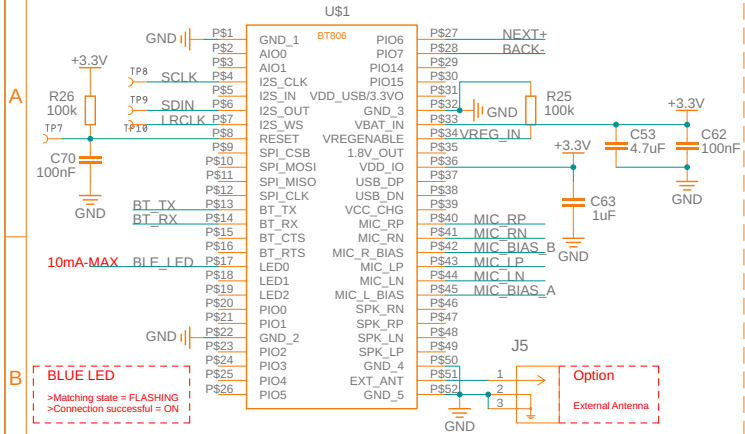 U$1
BT806
A
B
GND
P$1
GND_1
P$2
AIO0
P$3
AIO1
+3.3V
TP8
SCLK
P$4
I2S_CLK
P$5
I2S_IN
R26
100k
TP9
SDIN
P$6
I2S_OUT
TP7
TP10
LRCLK
P$7
I2S_WS
P$8
RESET
P$9
SPI_CSB
C70
100nF
P$10
SPI_MOSI
P$11
SPI_MISO
P$12
SPI_CLK
GND
BT_TX
P$13
BT_TX
BT_RX
P$14
BT_RX
P$15
BT_CTS
P$16
BT_RTS
10mA-MAX
BLE_LED
P$17
LED0
P$18
LED1
P$19
LED2
P$20
PIO0
P$21
PIO1
GND
P$22
GND_2
P$23
PIO2
P$24
PIO3
P$25
PIO4
P$26
PIO5
BLUE LED
>Matching state = FLASHING
>Connection successful = ON
PIO6
P$27
NEXT+
PIO7
P$28
BACK-
PIO14
P$29
PIO15
P$30
VDD_USB/3.3VO
P$31
GND_3
P$32
GND
VBAT_IN
P$33
VREGENABLE
P$34
VREG_IN
R25
100k
1.8V_OUT
P$35
VDD_IO
P$36
USB_DP
P$37
USB_DN
P$38
VCC_CHG
P$39
MIC_RP
P$40
MIC_RP
MIC_RN
P$41
MIC_RN
MIC_R_BIAS
P$42
MIC_BIAS_B
MIC_LP
P$43
MIC_LP
MIC_LN
P$44
MIC_LN
MIC_L_BIAS
P$45
MIC_BIAS_A
SPK_RN
P$46
SPK_RP
P$47
SPK_LN
P$48
SPK_LP
P$49
GND_4
P$50
EXT_ANT
P$51
GND_5
P$52
GND
+3.3V
C53
4.7uF
C62
100nF
GND
+3.3V
C63
1uF
GND
J5
1
2
3
Option
External Antenna